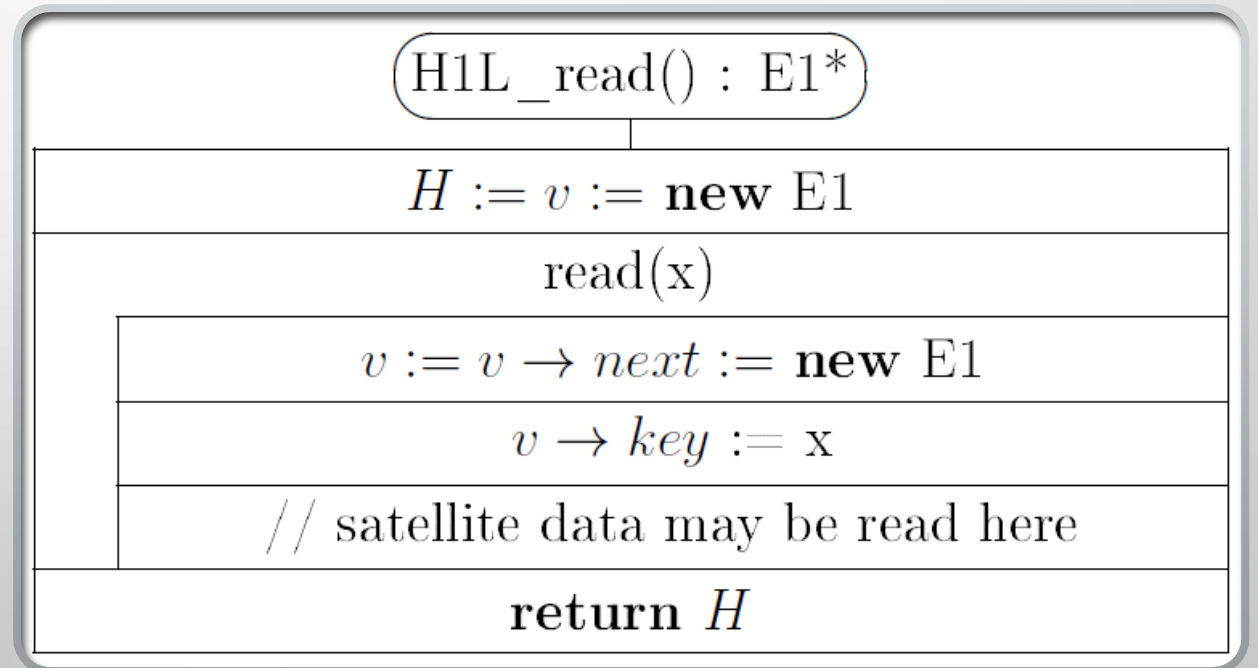 H1L_read() : E1*
H := v := new E1
read(x)
v := v → next := new E1
v → key := x
// satellite data may be read here
return H